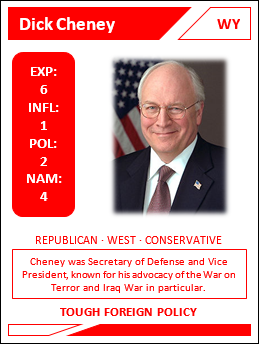 Dick Cheney
WY
EXP:
6
INFL:
1
POL:
2
NAM:
4
REPUBLICAN · WEST · CONSERVATIVE
Cheney was Secretary of Defense and Vice
President, known for his advocacy of the War on
Terror and Iraq War in particular.
TOUGH FOREIGN POLICY